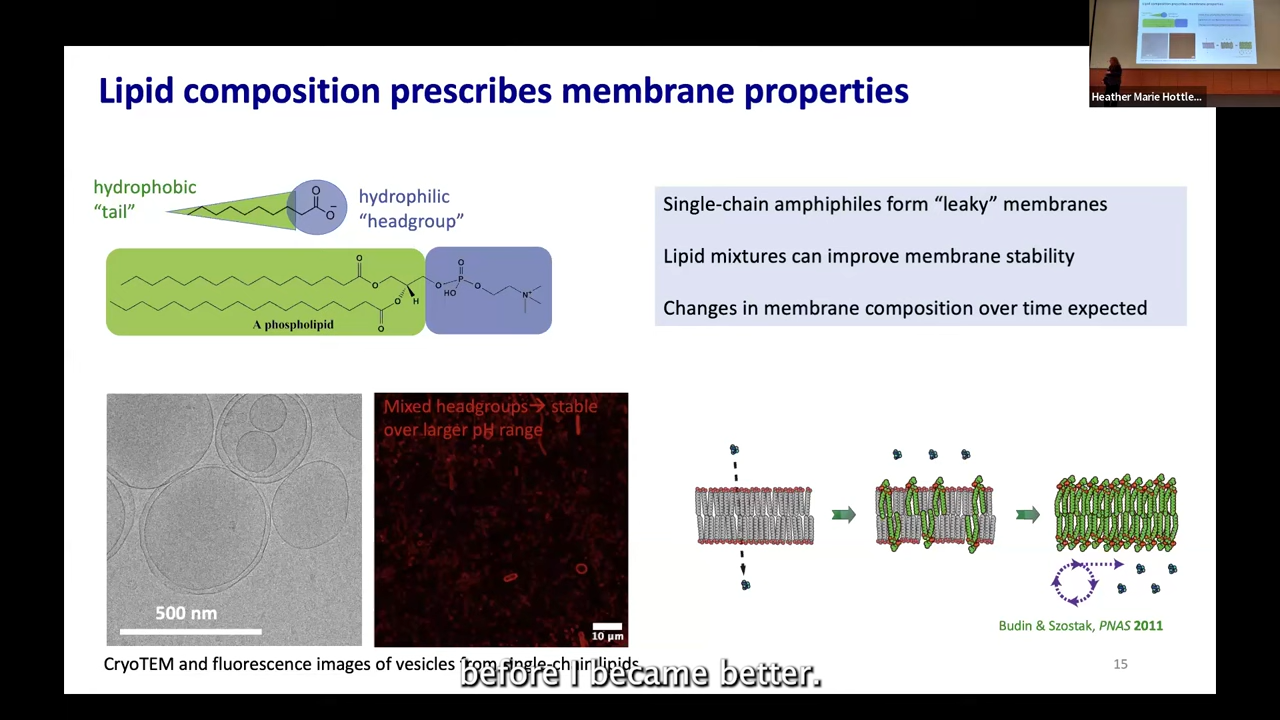 Lipid composition prescribes membrane properties
Heather Marie Hottle...
hydrophobic
“tail”
O
O
–
hydrophilic
“headgroup”
O
O
O
O
H
O
P
O
HO
O
N
+
A phospholipid
Single-chain amphiphiles form “leaky” membranes
Lipid mixtures can improve membrane stability
Changes in membrane composition over time expected
500 nm
Mixed headgroups→ stable
over larger pH range
10 µm
CryoTEM and fluorescence images of vesicles from single-chain lipids
Budin & Szostak, PNAS 2011
15
before I became better.